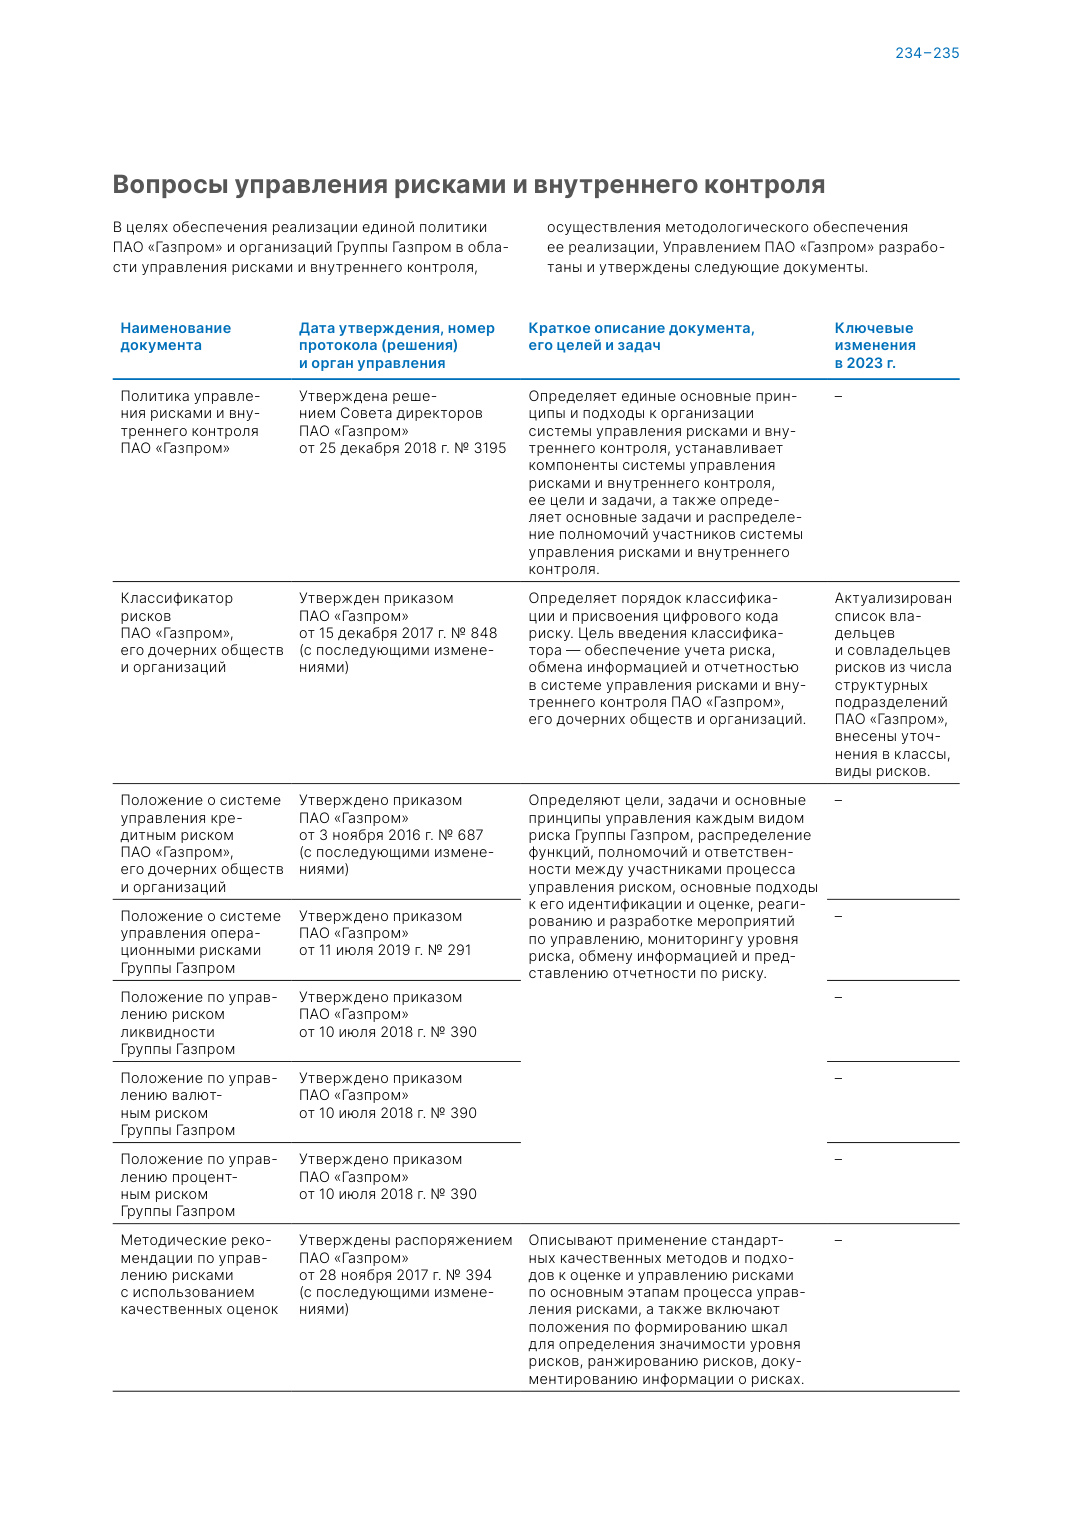 234–235
Вопросы управления рисками и внутреннего контроля
В целях обеспечения реализации единой политики
ПАО «Газпром» и организаций Группы Газпром в обла-
сти управления рисками и внутреннего контроля,
осуществления методологического обеспечения
ее реализации, Управлением ПАО «Газпром» разрабо-
таны и утверждены следующие документы.
Наименование
документа
Дата утверждения, номер
протокола (решения)
и орган управления
Краткое описание документа,
его целей и задач
Ключевые
изменения
в 2023 г.
Политика управле-
ния рисками и вну-
треннего контроля
ПАО «Газпром»
Утверждена реше-
нием Совета директоров
ПАО «Газпром»
от 25 декабря 2018 г. № 3195
Определяет единые основные прин-
ципы и подходы к организации
системы управления рисками и вну-
треннего контроля, устанавливает
компоненты системы управления
рисками и внутреннего контроля,
ее цели и задачи, а также опреде-
ляет основные задачи и распределе-
ние полномочий участников системы
управления рисками и внутреннего
контроля.
–
Классификатор
рисков
ПАО «Газпром»,
его дочерних обществ
и организаций
Утвержден приказом
ПАО «Газпром»
от 15 декабря 2017 г. № 848
(с последующими измене-
ниями)
Определяет порядок классифика-
ции и присвоения цифрового кода
риску. Цель введения классифика-
тора — обеспечение учета риска,
обмена информацией и отчетностью
в системе управления рисками и вну-
треннего контроля ПАО «Газпром»,
его дочерних обществ и организаций.
Актуализирован
список вла-
дельцев
и совладельцев
рисков из числа
структурных
подразделений
ПАО «Газпром»,
внесены уточ-
нения в классы,
виды рисков.
Положение о системе
управления кре-
дитным риском
ПАО «Газпром»,
его дочерних обществ
и организаций
Утверждено приказом
ПАО «Газпром»
от 3 ноября 2016 г. № 687
(с последующими измене-
ниями)
Определяют цели, задачи и основные
принципы управления каждым видом
риска Группы Газпром, распределение
функций, полномочий и ответствен-
ности между участниками процесса
управления риском, основные подходы
к его идентификации и оценке, реаги-
рованию и разработке мероприятий
по управлению, мониторингу уровня
риска, обмену информацией и пред-
ставлению отчетности по риску.
–
Положение о системе
управления опера-
ционными рисками
Группы Газпром
Утверждено приказом
ПАО «Газпром»
от 11 июля 2019 г. № 291
–
Положение по управ-
лению риском
ликвидности
Группы Газпром
Утверждено приказом
ПАО «Газпром»
от 10 июля 2018 г. № 390
–
Положение по управ-
лению валют-
ным риском
Группы Газпром
Утверждено приказом
ПАО «Газпром»
от 10 июля 2018 г. № 390
–
Положение по управ-
лению процент-
ным риском
Группы Газпром
Утверждено приказом
ПАО «Газпром»
от 10 июля 2018 г. № 390
–
Методические реко-
мендации по управ-
лению рисками
с использованием
качественных оценок
Утверждены распоряжением
ПАО «Газпром»
от 28 ноября 2017 г. № 394
(с последующими измене-
ниями)
Описывают применение стандарт-
ных качественных методов и подхо-
дов к оценке и управлению рисками
по основным этапам процесса управ-
ления рисками, а также включают
положения по формированию шкал
для определения значимости уровня
рисков, ранжированию рисков, доку-
ментированию информации о рисках.
–